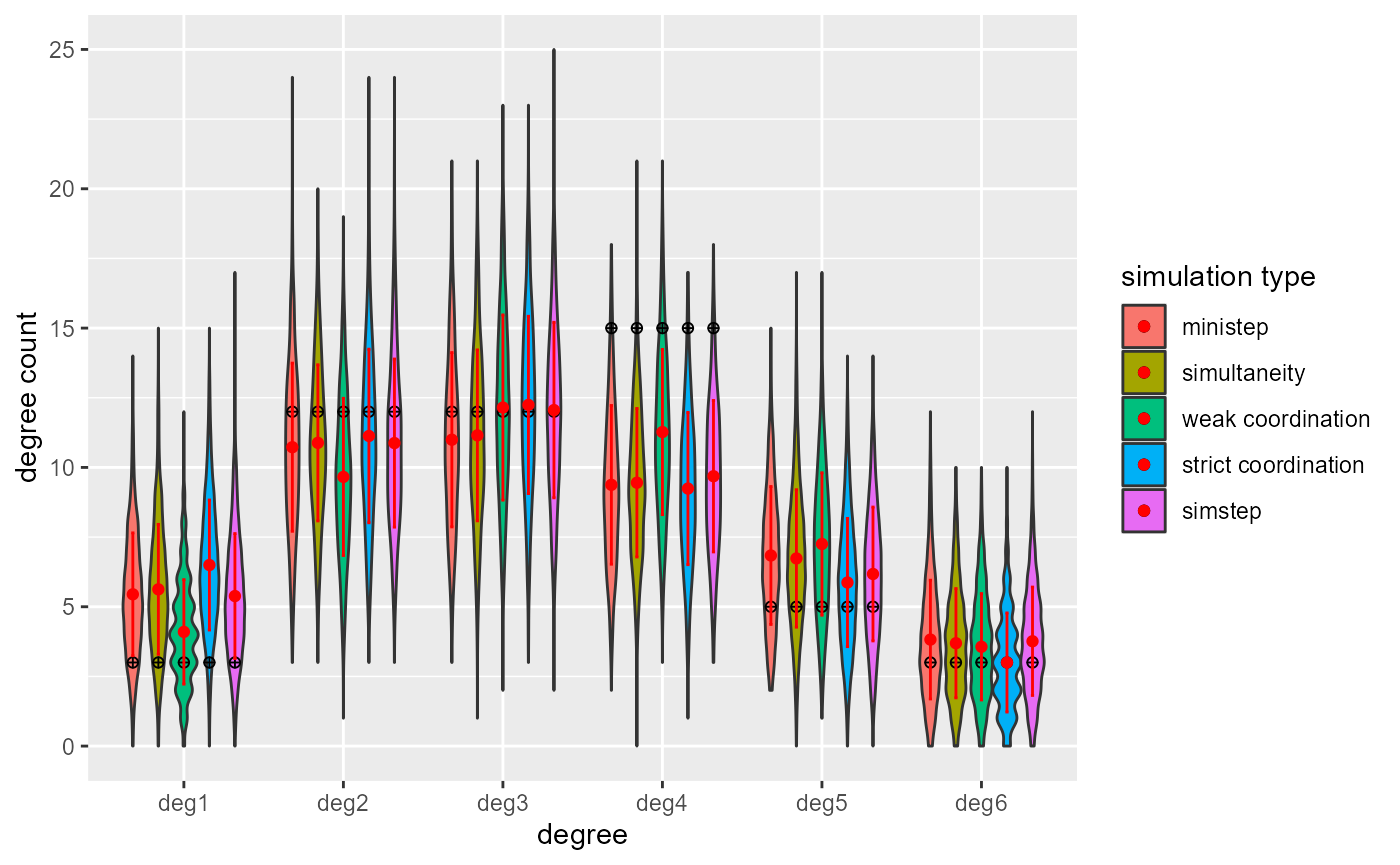 25
20
15
10
5
0
degree count
deg1 deg2 deg3 deg4 deg5 deg6
degree
simulation type
ministep
simultaneity
weak coordination
strict coordination
simstep